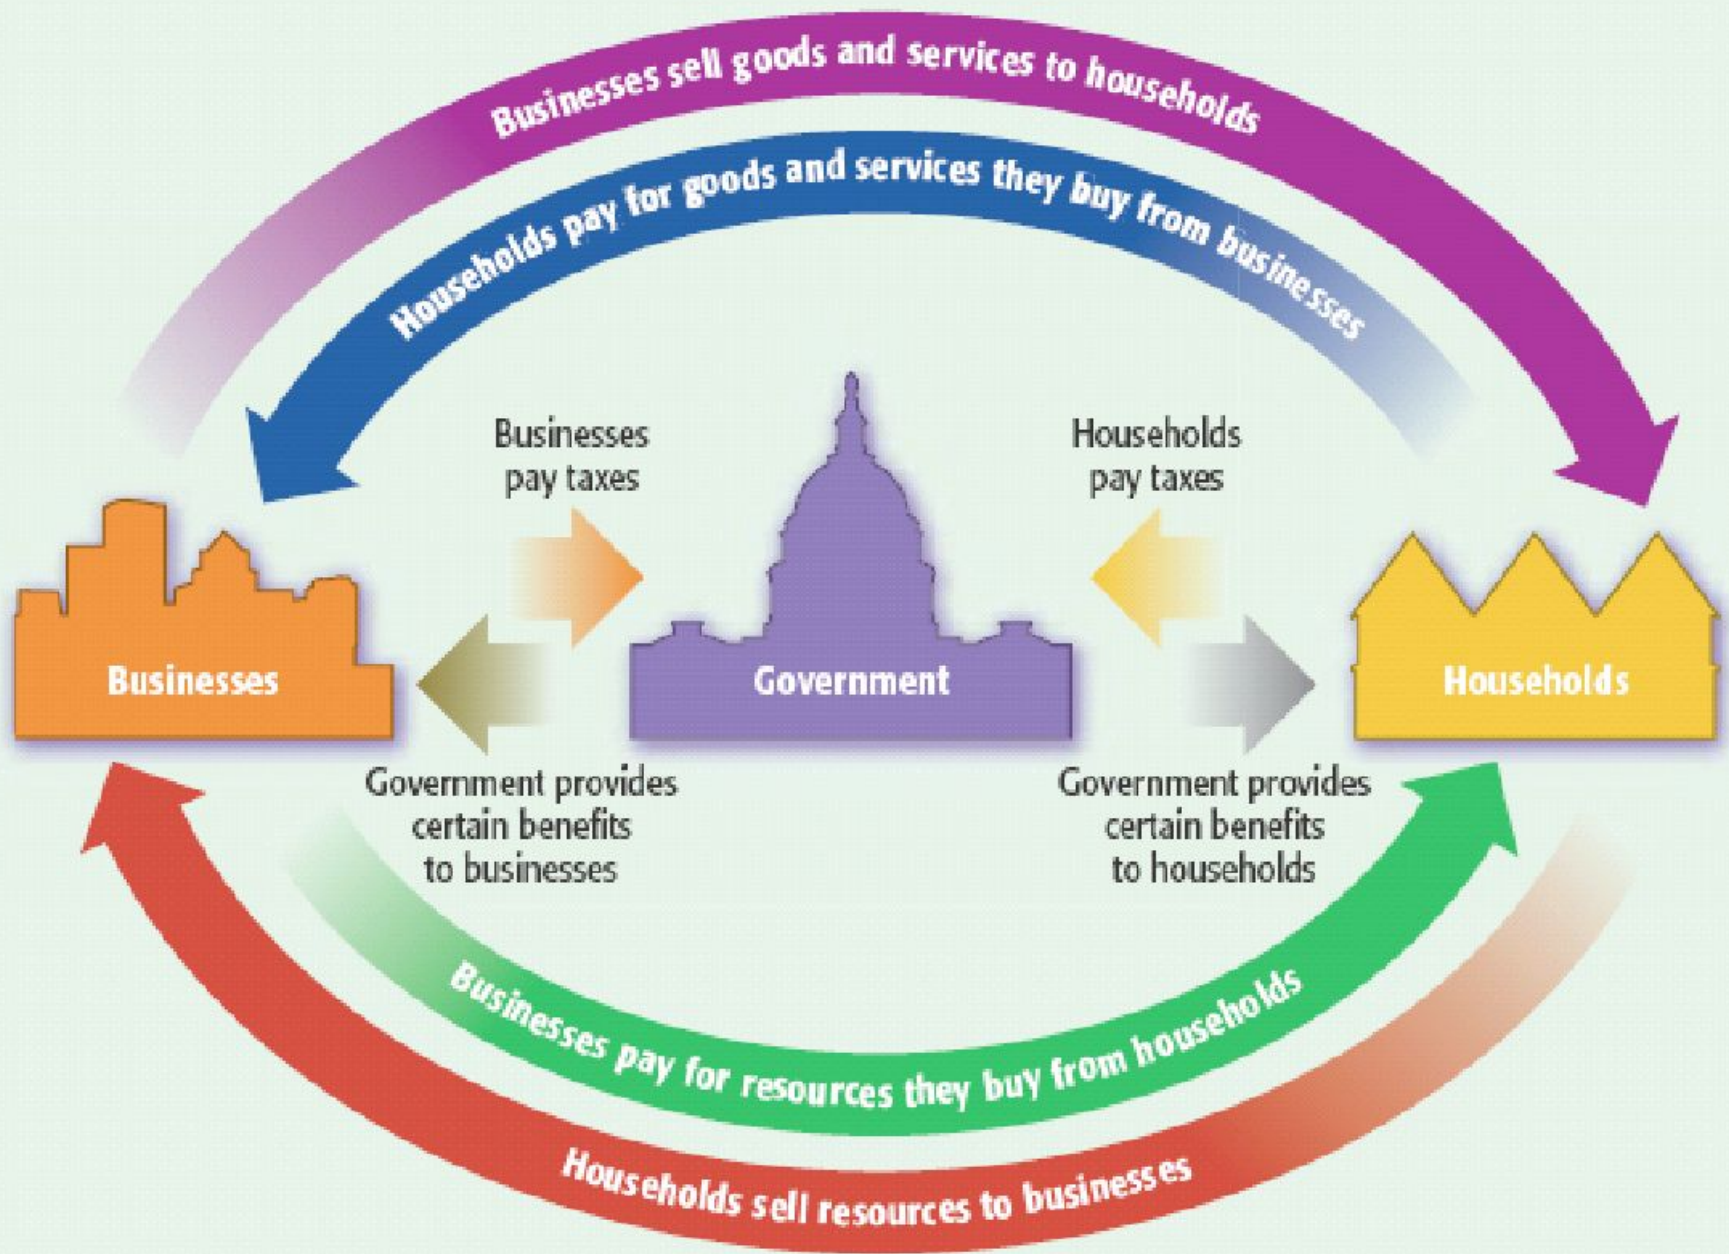 Businesses sell goods and services to households
Households pay for goods and services they buy from businesses
Businesses
pay taxes
Households
pay taxes
Businesses
Government
Households
Government provides
certain benefits
to businesses
Government provides
certain benefits
to households
Businesses pay for resources they buy from households
Households sell resources to businesses